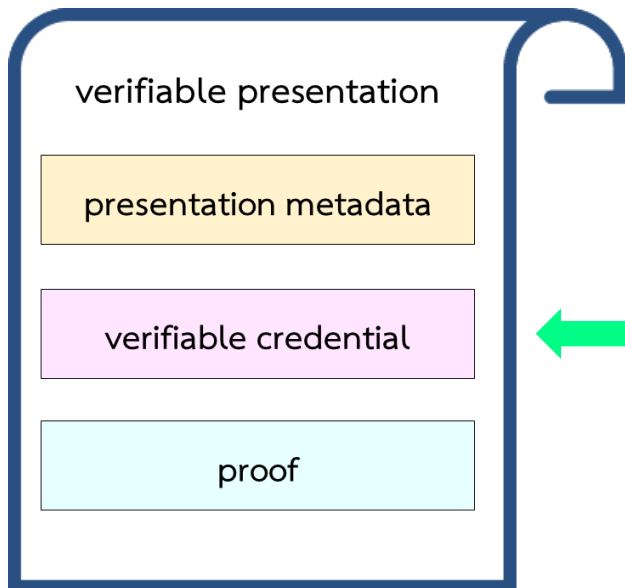 verifiable presentation
presentation metadata
verifiable credential
proof